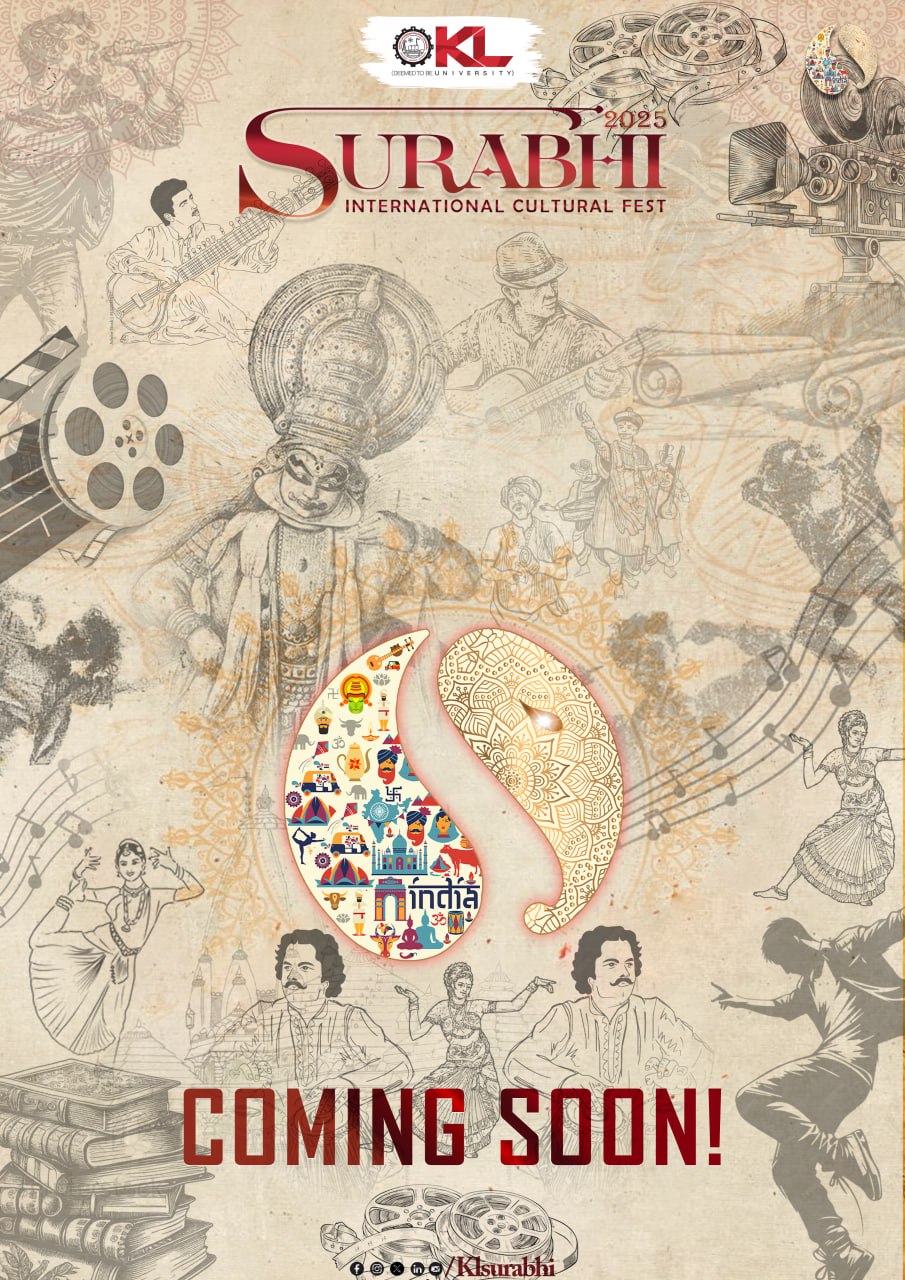 KL
(DEEMED TO BE UNIVERSITY)
2025
SURABHI
INTERNATIONAL CULTURAL FEST
india
COMING SOON!
/Klsurabhi